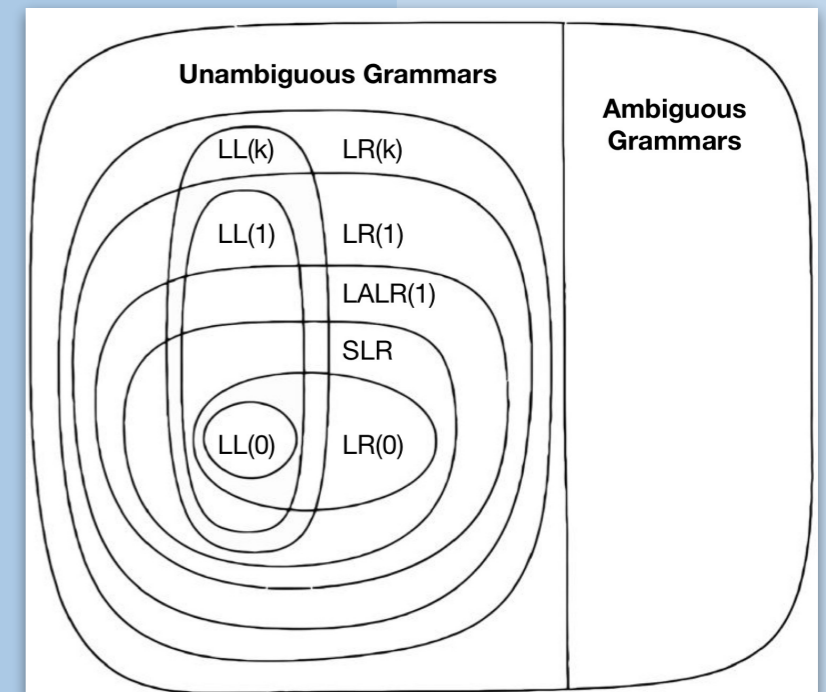 Unambiguous Grammars
Ambiguous
Grammars
LL(k) LR(k)
LL(1) LR(1)
LALR(1)
SLR
LL(0) LR(0)